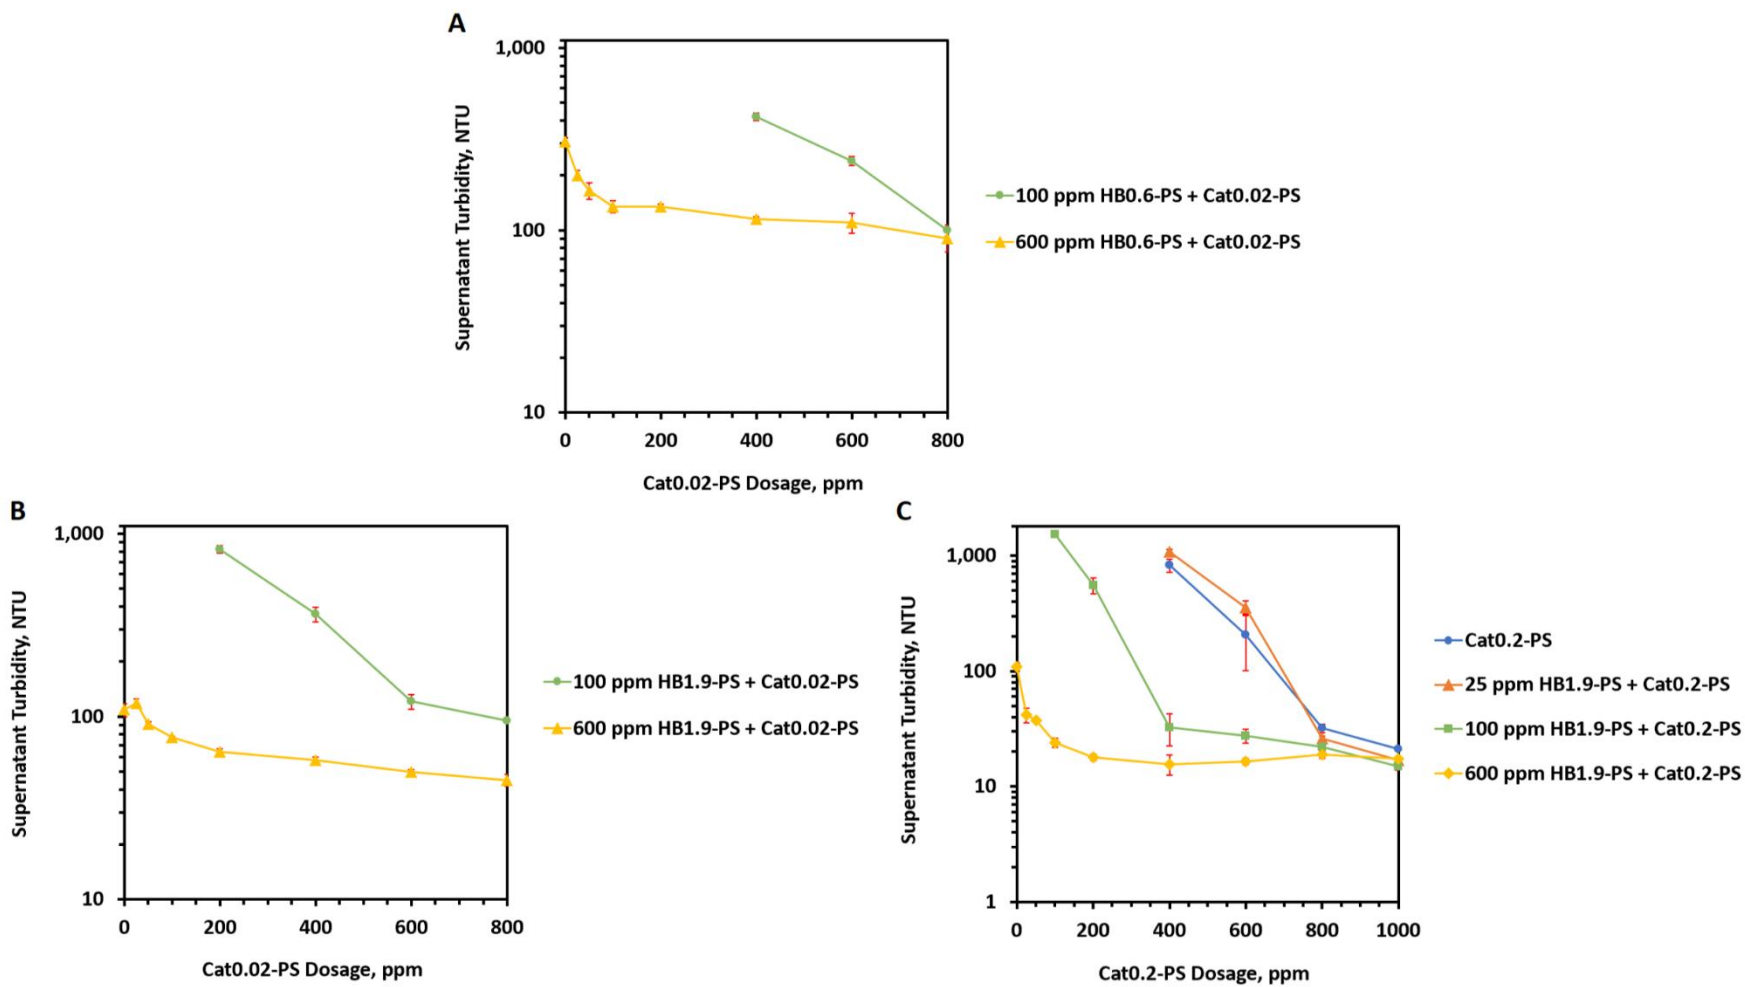 A
1,000
100
10
Supernatant Turbidity, NTU
0 200 400 600 800
Cat0.02-PS Dosage, ppm
100 ppm HB0.6-PS + Cat0.02-PS
600 ppm HB0.6-PS + Cat0.02-PS
B
1,000
100
10
Supernatant Turbidity, NTU
0 200 400 600 800
Cat0.02-PS Dosage, ppm
100 ppm HB1.9-PS + Cat0.02-PS
600 ppm HB1.9-PS + Cat0.02-PS
C
1,000
100
10
1
Supernatant Turbidity, NTU
0 200 400 600 800 1000
Cat0.2-PS Dosage, ppm
Cat0.2-PS
25 ppm HB1.9-PS + Cat0.2-PS
100 ppm HB1.9-PS + Cat0.2-PS
600 ppm HB1.9-PS + Cat0.2-PS